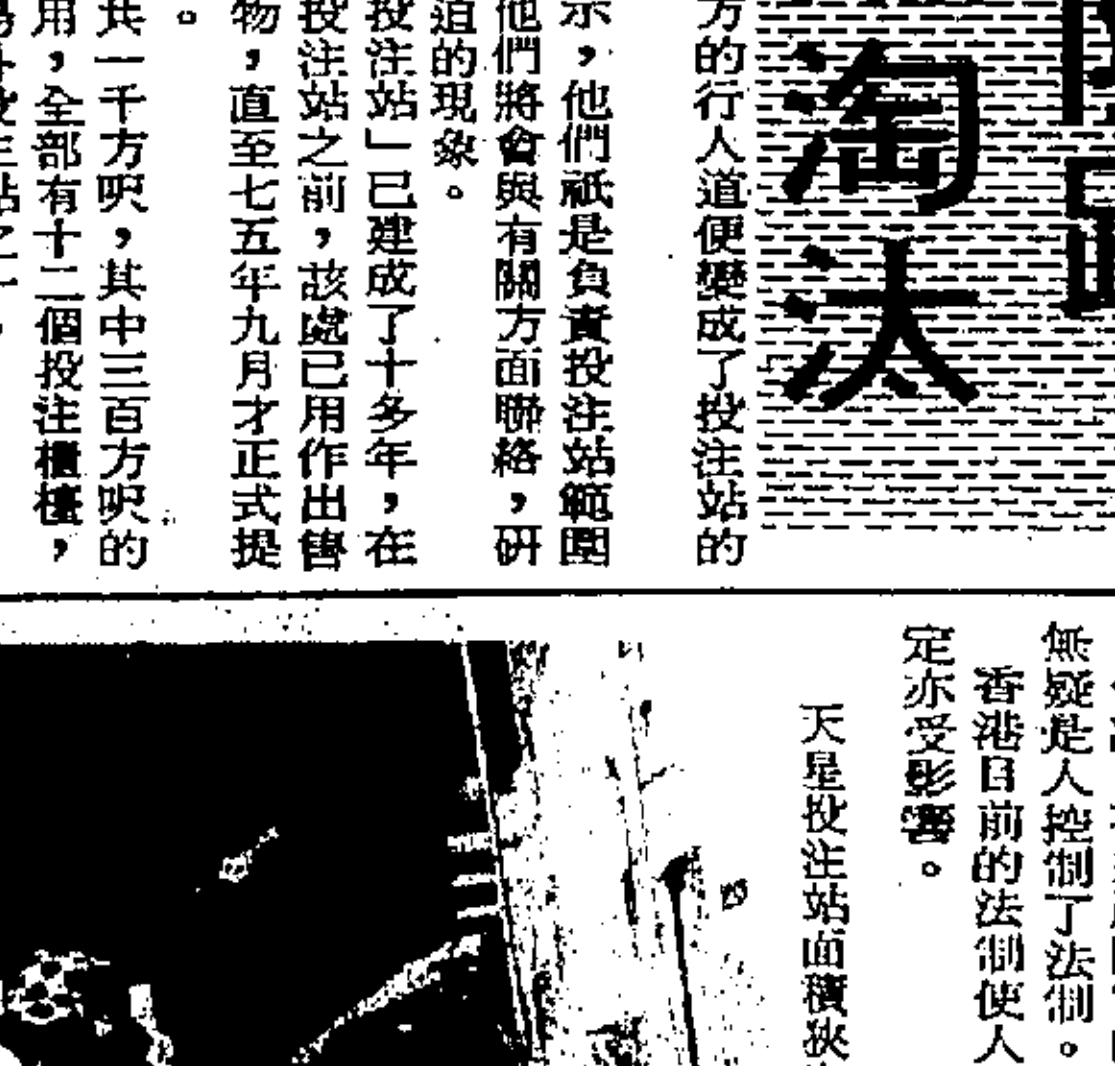 淘汰
方的行人道便變成了投注站的
示，他們祇是負責投注站範圍
他們將會與有關方面聯絡，研
迫的現象。
投注站」已建成了十多年，在
投注站之前，該處已用作出售
物，直至七五年九月才正式提
。
共一千方呎，其中三百方呎的
用，全部有十二個投注櫃檯，
無疑是人控制了法制。
香港目前的法制使人
定亦受影響。
天星投注站面積狹